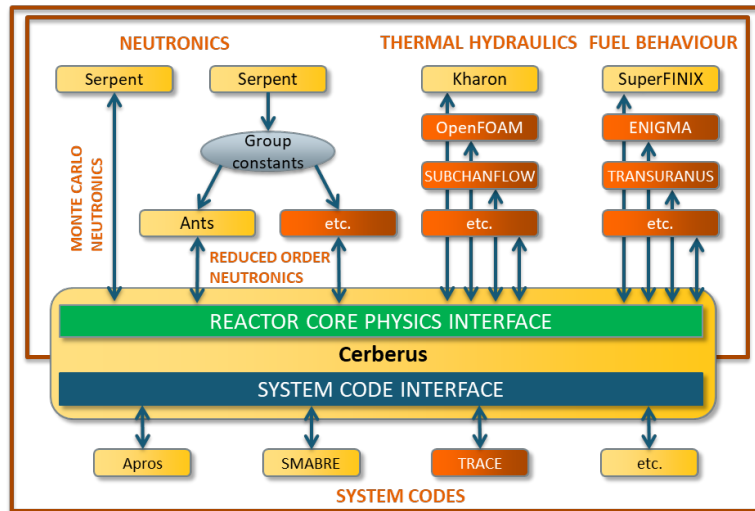 NEUTRONICS
THERMAL HYDRAULICS
FUEL BEHAVIOUR
Serpent
Serpent
Kharon
SuperFINIX
OpenFOAM
ENIGMA
Group
constants
SUBCHANFLOW
TRANSURANUS
MONTE CARLO
NEUTRONICS
Ants
etc.
etc.
etc.
REDUCED ORDER
NEUTRONICS
REACTOR CORE PHYSICS INTERFACE
Cerberus
SYSTEM CODE INTERFACE
Apros
SMABRE
TRACE
etc.
SYSTEM CODES